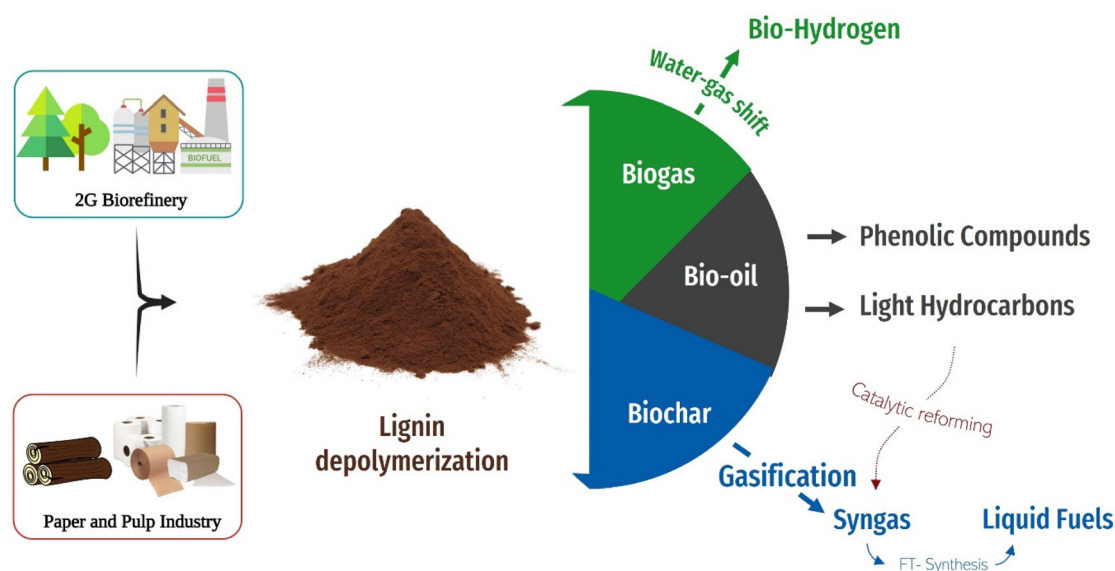 BIOFUEL
2G Biorefinery
Paper and Pulp Industry
Lignin
depolymerization
Bio-Hydrogen
Water-gas shift
Biogas
Bio-oil
Biochar
Phenolic Compounds
Light Hydrocarbons
Catalytic reforming
Gasification
Syngas
Liquid Fuels
FT- Synthesis